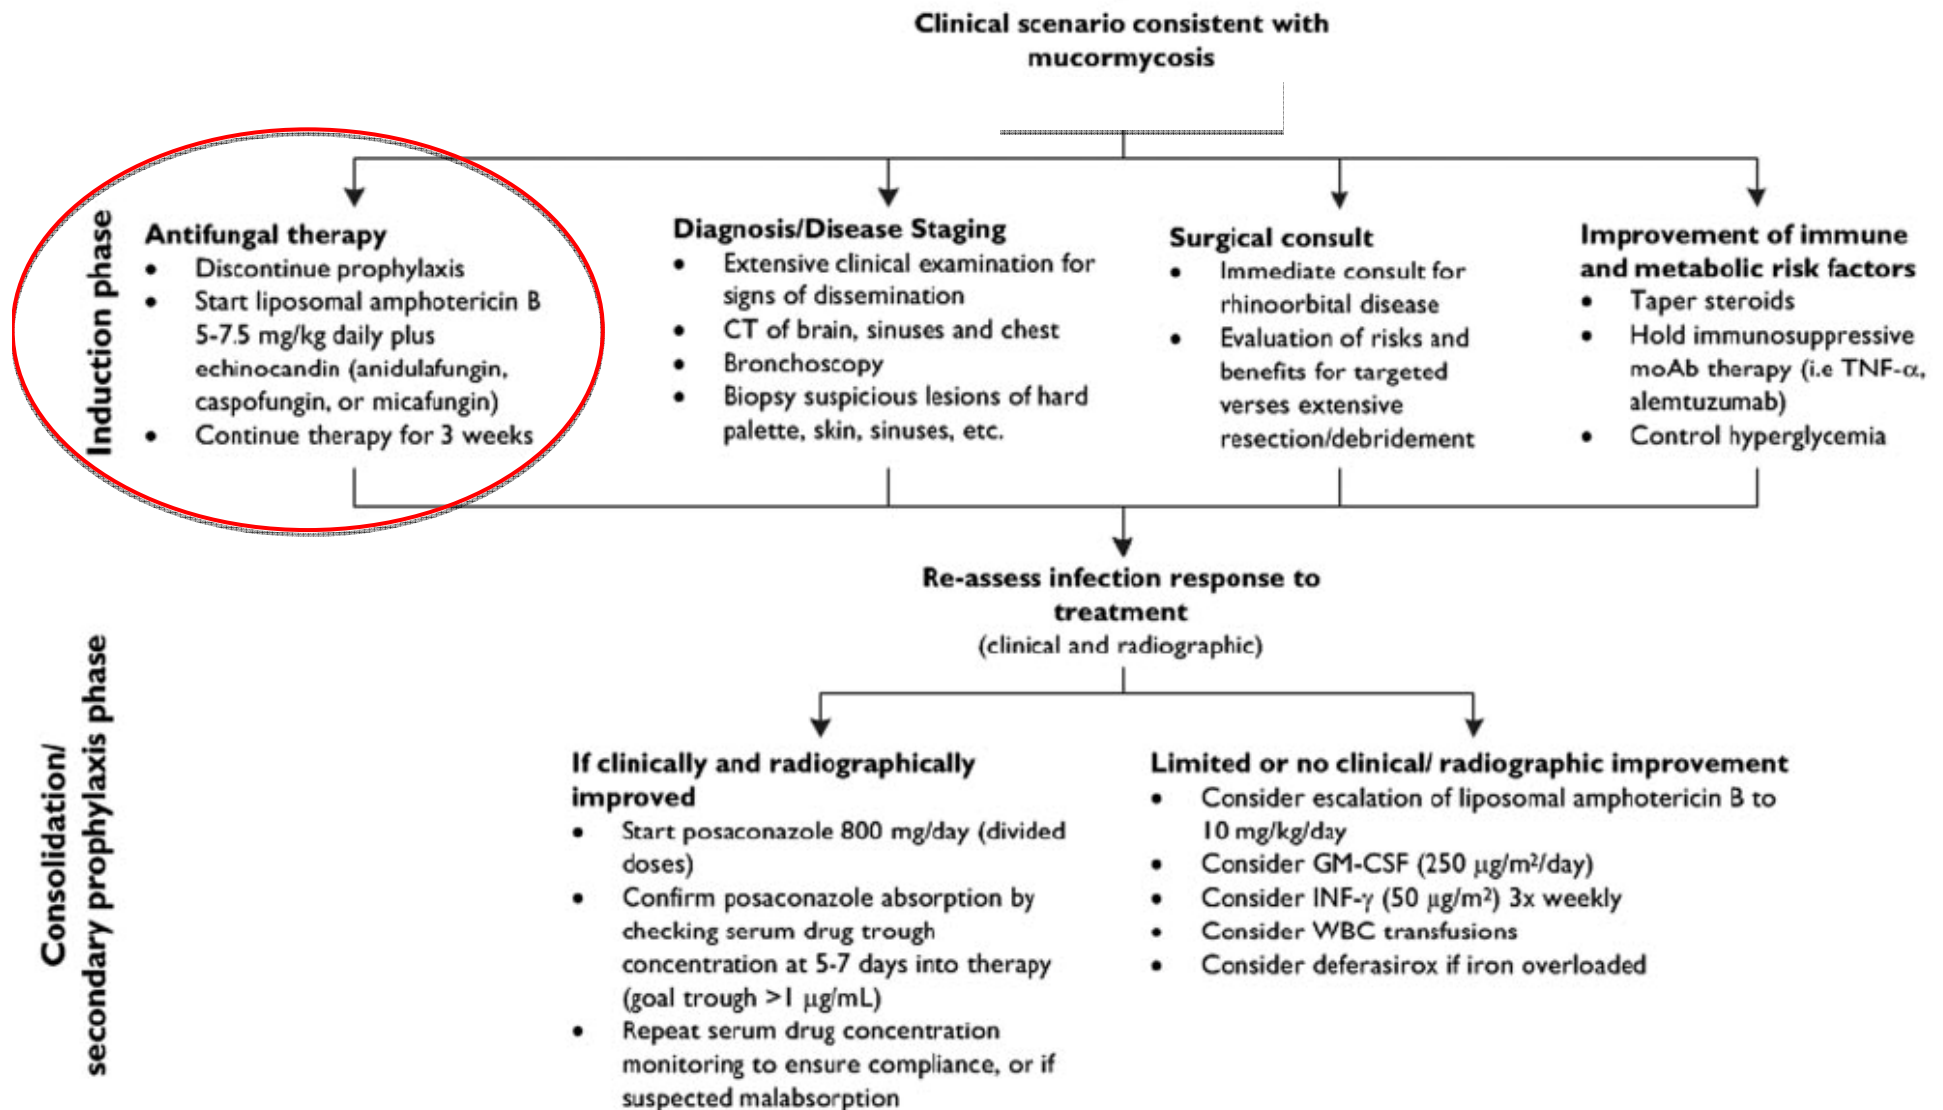 Clinical scenario consistent with
mucormycosis
Induction phase
Antifungal therapy
• Discontinue prophylaxis
• Start liposomal amphotericin B
5-7.5 mg/kg daily plus
echinocandin (anidulafungin,
caspofungin, or micafungin)
• Continue therapy for 3 weeks
Diagnosis/Disease Staging
• Extensive clinical examination for
signs of dissemination
• CT of brain, sinuses and chest
• Bronchoscopy
• Biopsy suspicious lesions of hard
palette, skin, sinuses, etc.
Surgical consult
• Immediate consult for
rhinoorbital disease
• Evaluation of risks and
benefits for targeted
verses extensive
resection/debridement
Improvement of immune
and metabolic risk factors
• Taper steroids
• Hold immunosuppressive
moAb therapy (i.e TNF-α,
alemtuzumab)
• Control hyperglycemia
Re-assess infection response to
treatment
(clinical and radiographic)
Consolidation/
secondary prophylaxis phase
If clinically and radiographically
improved
• Start posaconazole 800 mg/day (divided
doses)
• Confirm posaconazole absorption by
checking serum drug trough
concentration at 5-7 days into therapy
(goal trough >1 µg/mL)
• Repeat serum drug concentration
monitoring to ensure compliance, or if
suspected malabsorption
Limited or no clinical/ radiographic improvement
• Consider escalation of liposomal amphotericin B to
10 mg/kg/day
• Consider GM-CSF (250 µg/m²/day)
• Consider INF-γ (50 µg/m²) 3x weekly
• Consider WBC transfusions
• Consider deferasirox if iron overloaded